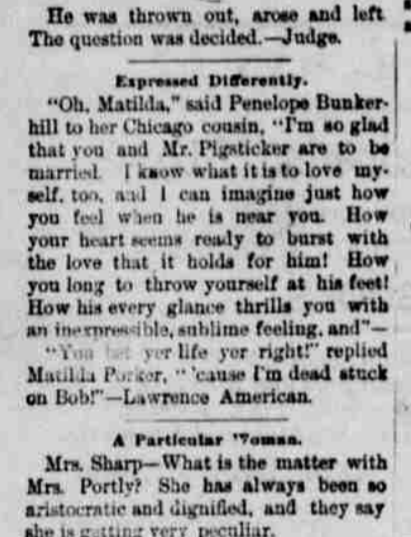 He was thrown out, arose and left
The question was decided.—Judge.
Expressed Differently.
"Oh, Matilda," said Penelope Bunker-
hill to her Chicago cousin, "I'm so glad
that you and Mr. Pigsticker are to be
married. I know what it is to love my-
self, too, and I can imagine just how
you feel when he is near you. How
your heart seems ready to burst with
the love that it holds for him! How
you long to throw yourself at his feet!
How his every glance thrills you with
an inexpressible, sublime feeling, and"—
"You bet yer life yer right!" replied
Matilda Porker, "'cause I'm dead stuck
on Bob!"—Lawrence American.
A Particular Woman.
Mrs. Sharp—What is the matter with
Mrs. Portly? She has always been so
aristocratic and dignified, and they say
she is getting very peculiar.